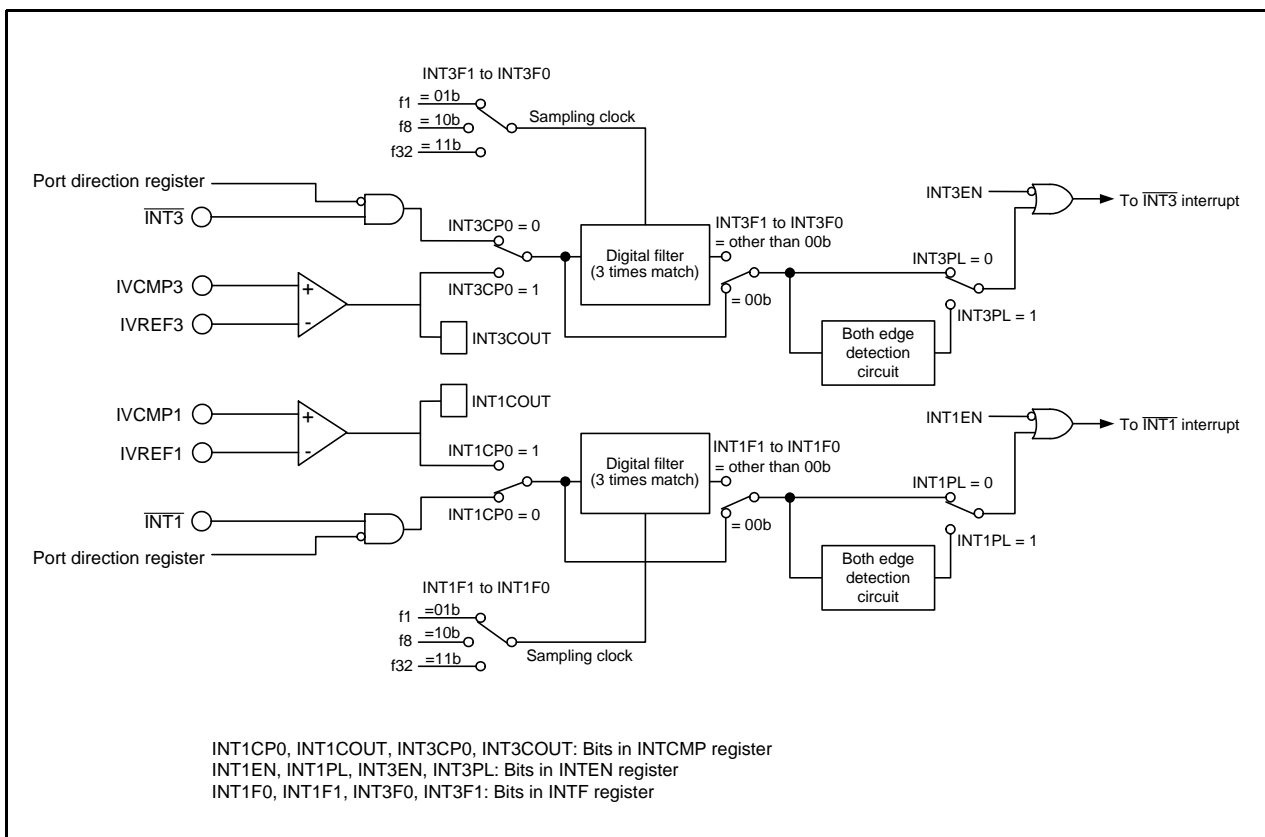 INT3F1 to INT3F0
f1 = 01b
f8 = 10b
f32 = 11b
Sampling clock
Port direction register
INT3
INT3CP0 = 0
IVCMP3
+
IVREF3
-
INT3CP0 = 1
INT3COUT
Digital filter
(3 times match)
INT3F1 to INT3F0
= other than 00b
= 00b
INT3EN
To INT3 interrupt
INT3PL = 0
INT3PL = 1
Both edge
detection
circuit
IVCMP1
+
IVREF1
-
INT1COUT
INT1CP0 = 1
INT1CP0 = 0
INT1
Port direction register
Digital filter
(3 times match)
INT1F1 to INT1F0
= other than 00b
= 00b
INT1EN
To INT1 interrupt
INT1PL = 0
INT1PL = 1
Both edge
detection
circuit
INT1F1 to INT1F0
f1 =01b
f8 =10b
f32 =11b
Sampling clock
INT1CP0, INT1COUT, INT3CP0, INT3COUT: Bits in INTCMP register
INT1EN, INT1PL, INT3EN, INT3PL: Bits in INTEN register
INT1F0, INT1F1, INT3F0, INT3F1: Bits in INTF register